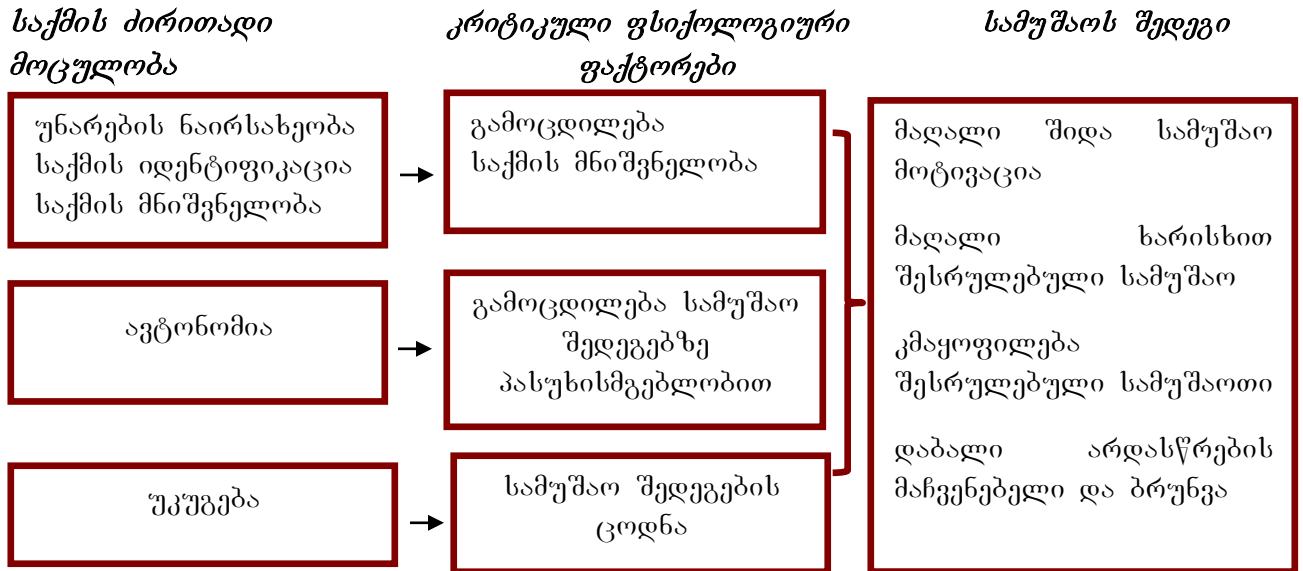 საქმის ძირითადი
მოცულობა
კრიტიკული ფსიქოლოგიური
ფაქტორები
სამუშაოს შედეგი
უნარების ნაირსახეობა
საქმის იდენტიფიკაცია
საქმის მნიშვნელობა
გამოცდილება
საქმის მნიშვნელობა
ავტონომია
გამოცდილება სამუშაო
შედეგებზე
პასუხისმგებლობით
უკუგება
სამუშაო შედეგების
ცოდნა
მაღალი შიდა სამუშაო
მოტივაცია
მაღალი ხარისხით
შესრულებული სამუშაო
კმაყოფილება
შესრულებული სამუშაოთი
დაბალი არდასწრების
მაჩვენებელი და ბრუნვა